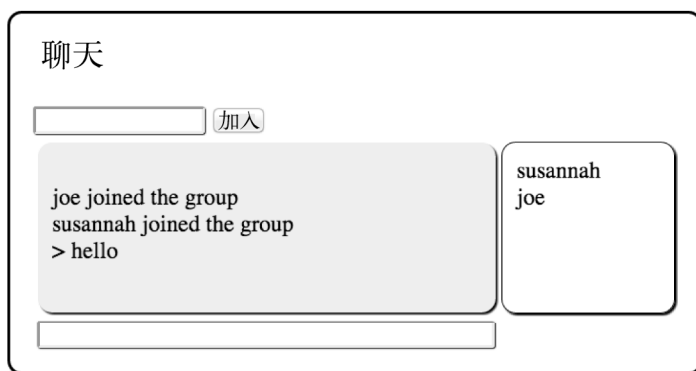 聊天
加入
joe joined the group
susannah joined the group
> hello
susannah
joe